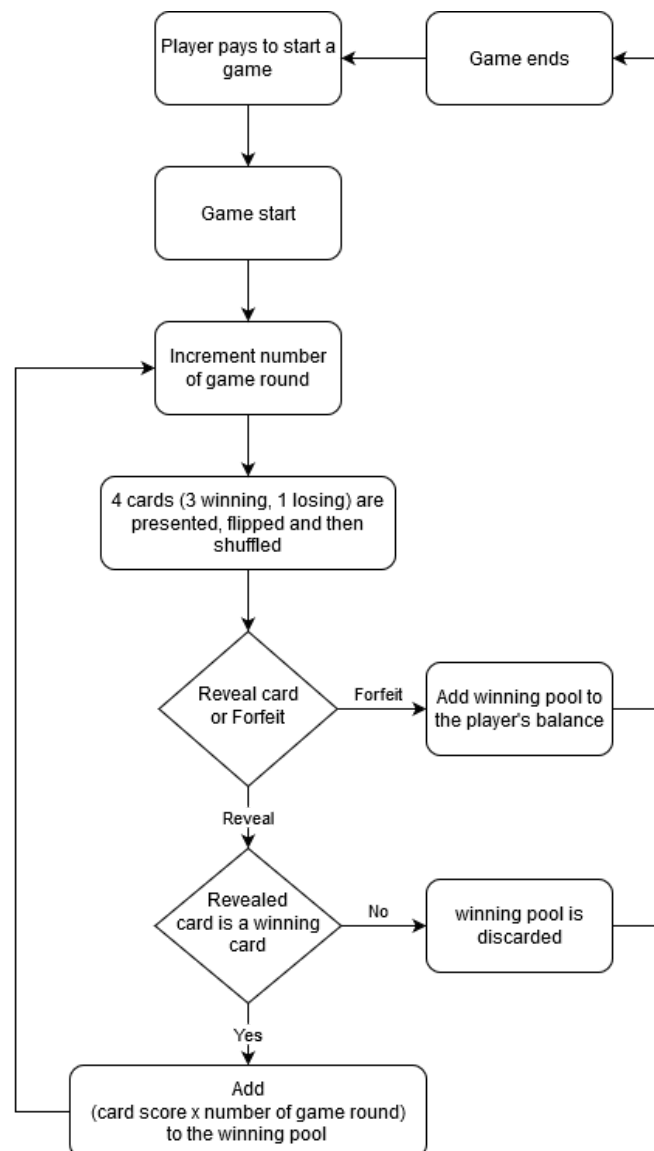 Player pays to start a
game
Game ends
Game start
Increment number
of game round
4 cards (3 winning, 1 losing) are
presented, flipped and then
shuffled
Reveal card
or Forfeit
Forfeit
Add winning pool to
the player's balance
Reveal
Revealed
card is a winning
card
No
winning pool is
discarded
Yes
Add
(card score x number of game round)
to the winning pool